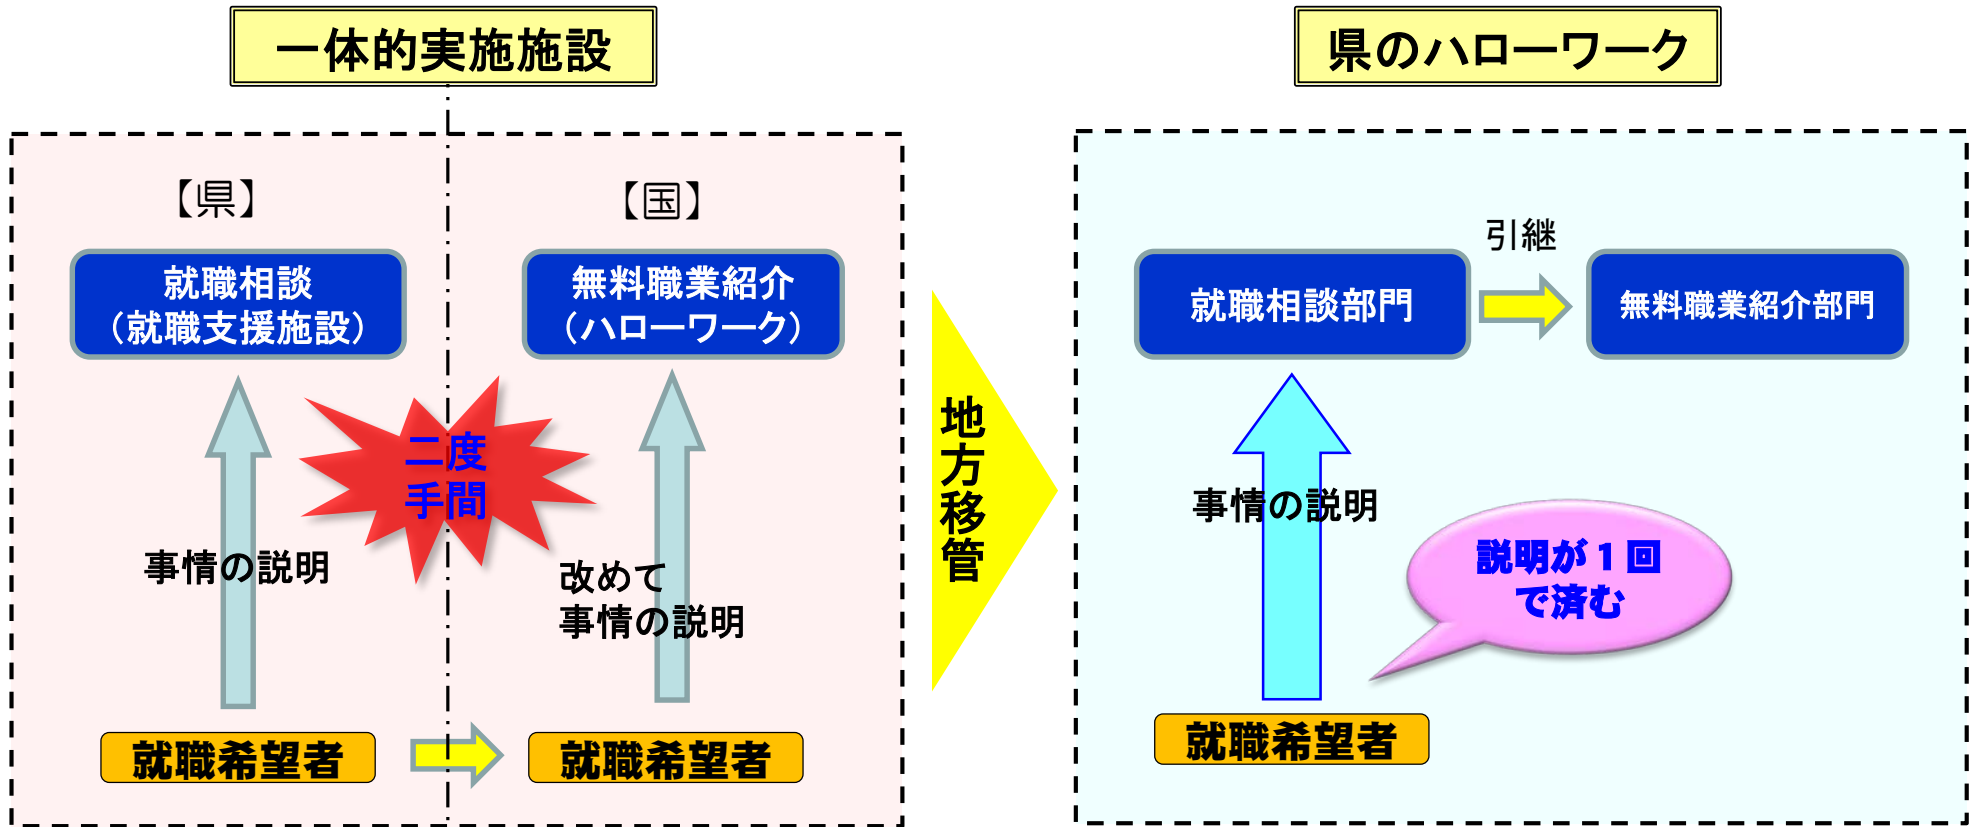 一体的実施施設
【県】
【国】
就職相談
（就職支援施設）
無料職業紹介
（ハローワーク）
二度
手間
事情の説明
改めて
事情の説明
就職希望者
就職希望者
地方移管
県のハローワーク
引継
就職相談部門
無料職業紹介部門
事情の説明
説明が１回
で済む
就職希望者